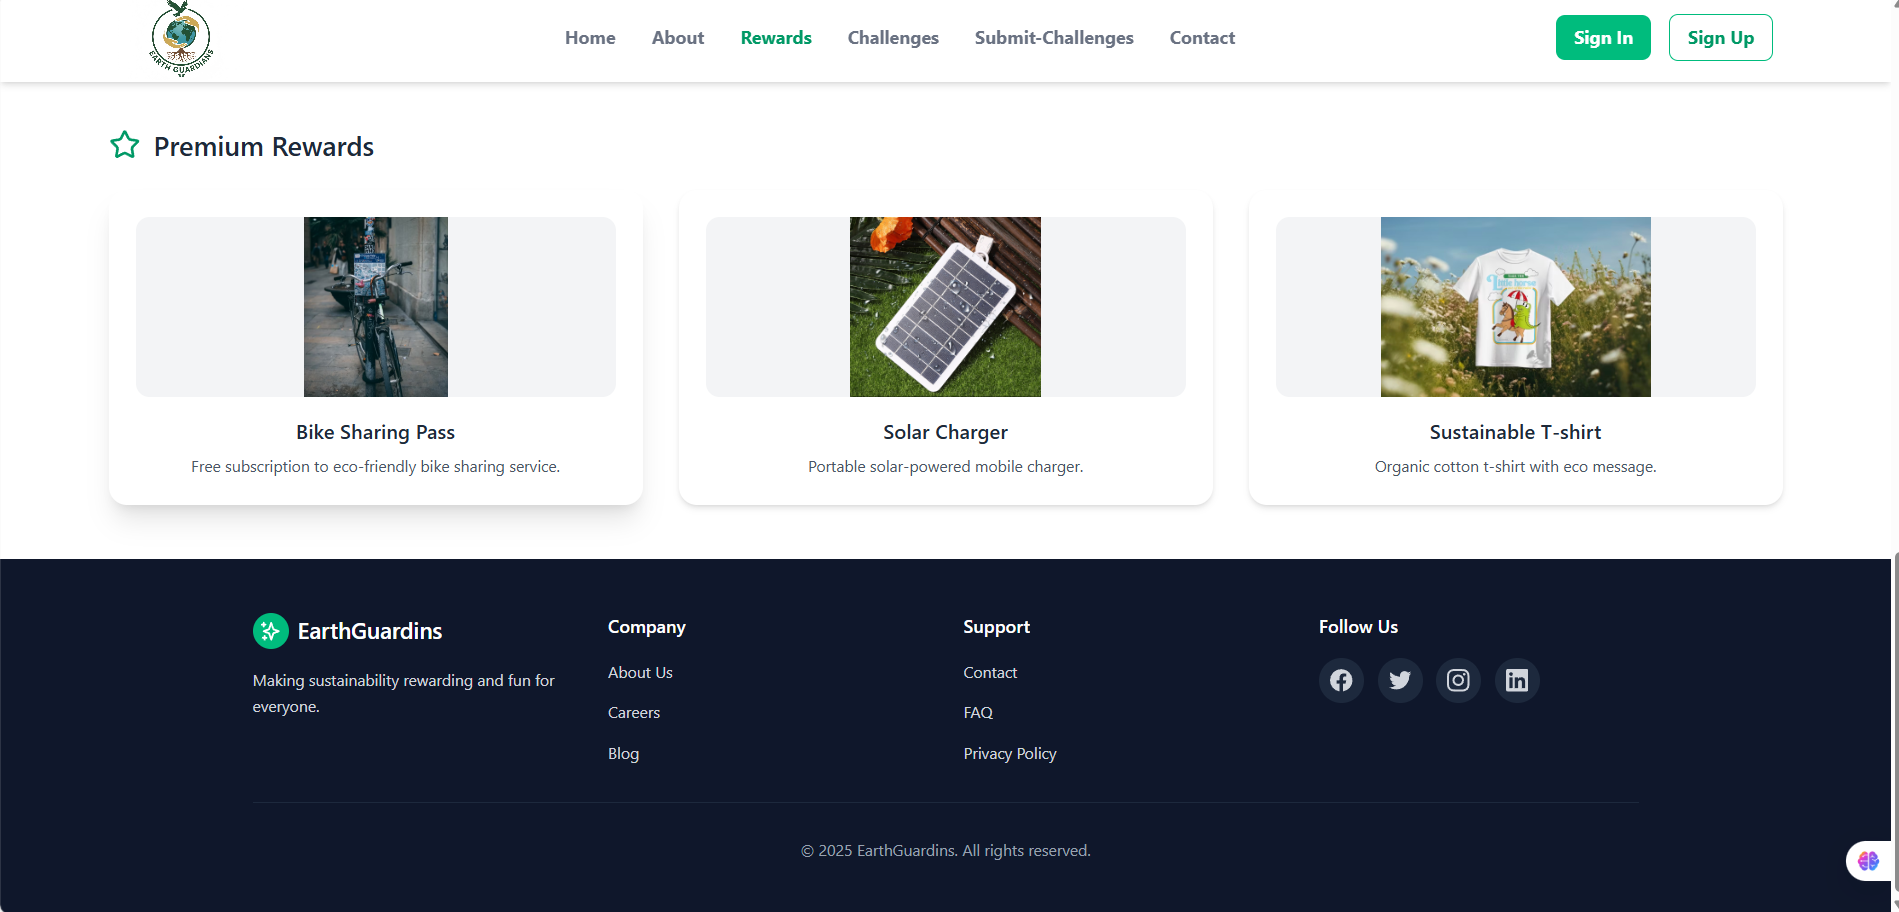 EARTH GUARDIANS
Home
About
Rewards
Challenges
Submit-Challenges
Contact
Sign In
Sign Up
Premium Rewards
Bike Sharing Pass
Free subscription to eco-friendly bike sharing service.
Solar Charger
Portable solar-powered mobile charger.
Little horse
Sustainable T-shirt
Organic cotton t-shirt with eco message.
EarthGuardins
Making sustainability rewarding and fun for
everyone.
Company
About Us
Careers
Blog
Support
Contact
FAQ
Privacy Policy
Follow Us
© 2025 EarthGuardins. All rights reserved.